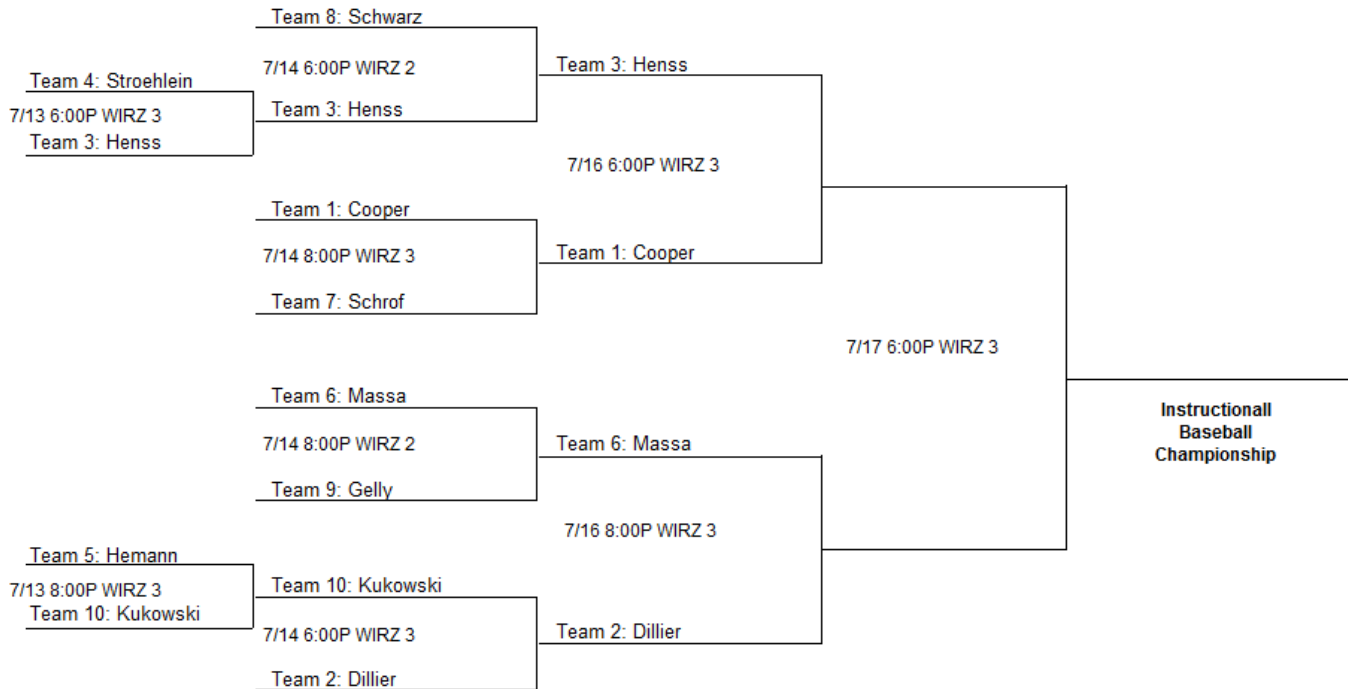 Team 8: Schwarz
7/14 6:00P WIRZ 2
Team 3: Henss
Team 4: Stroehlein
7/13 6:00P WIRZ 3
Team 3: Henss
Team 3: Henss
7/16 6:00P WIRZ 3
Team 1: Cooper
7/14 8:00P WIRZ 3
Team 1: Cooper
Team 7: Schrof
7/17 6:00P WIRZ 3
Team 6: Massa
Instructionall
Baseball
Championship
7/14 8:00P WIRZ 2
Team 6: Massa
Team 9: Gelly
7/16 8:00P WIRZ 3
Team 5: Hemann
7/13 8:00P WIRZ 3
Team 10: Kukowski
Team 10: Kukowski
7/14 6:00P WIRZ 3
Team 2: Dillier
Team 2: Dillier